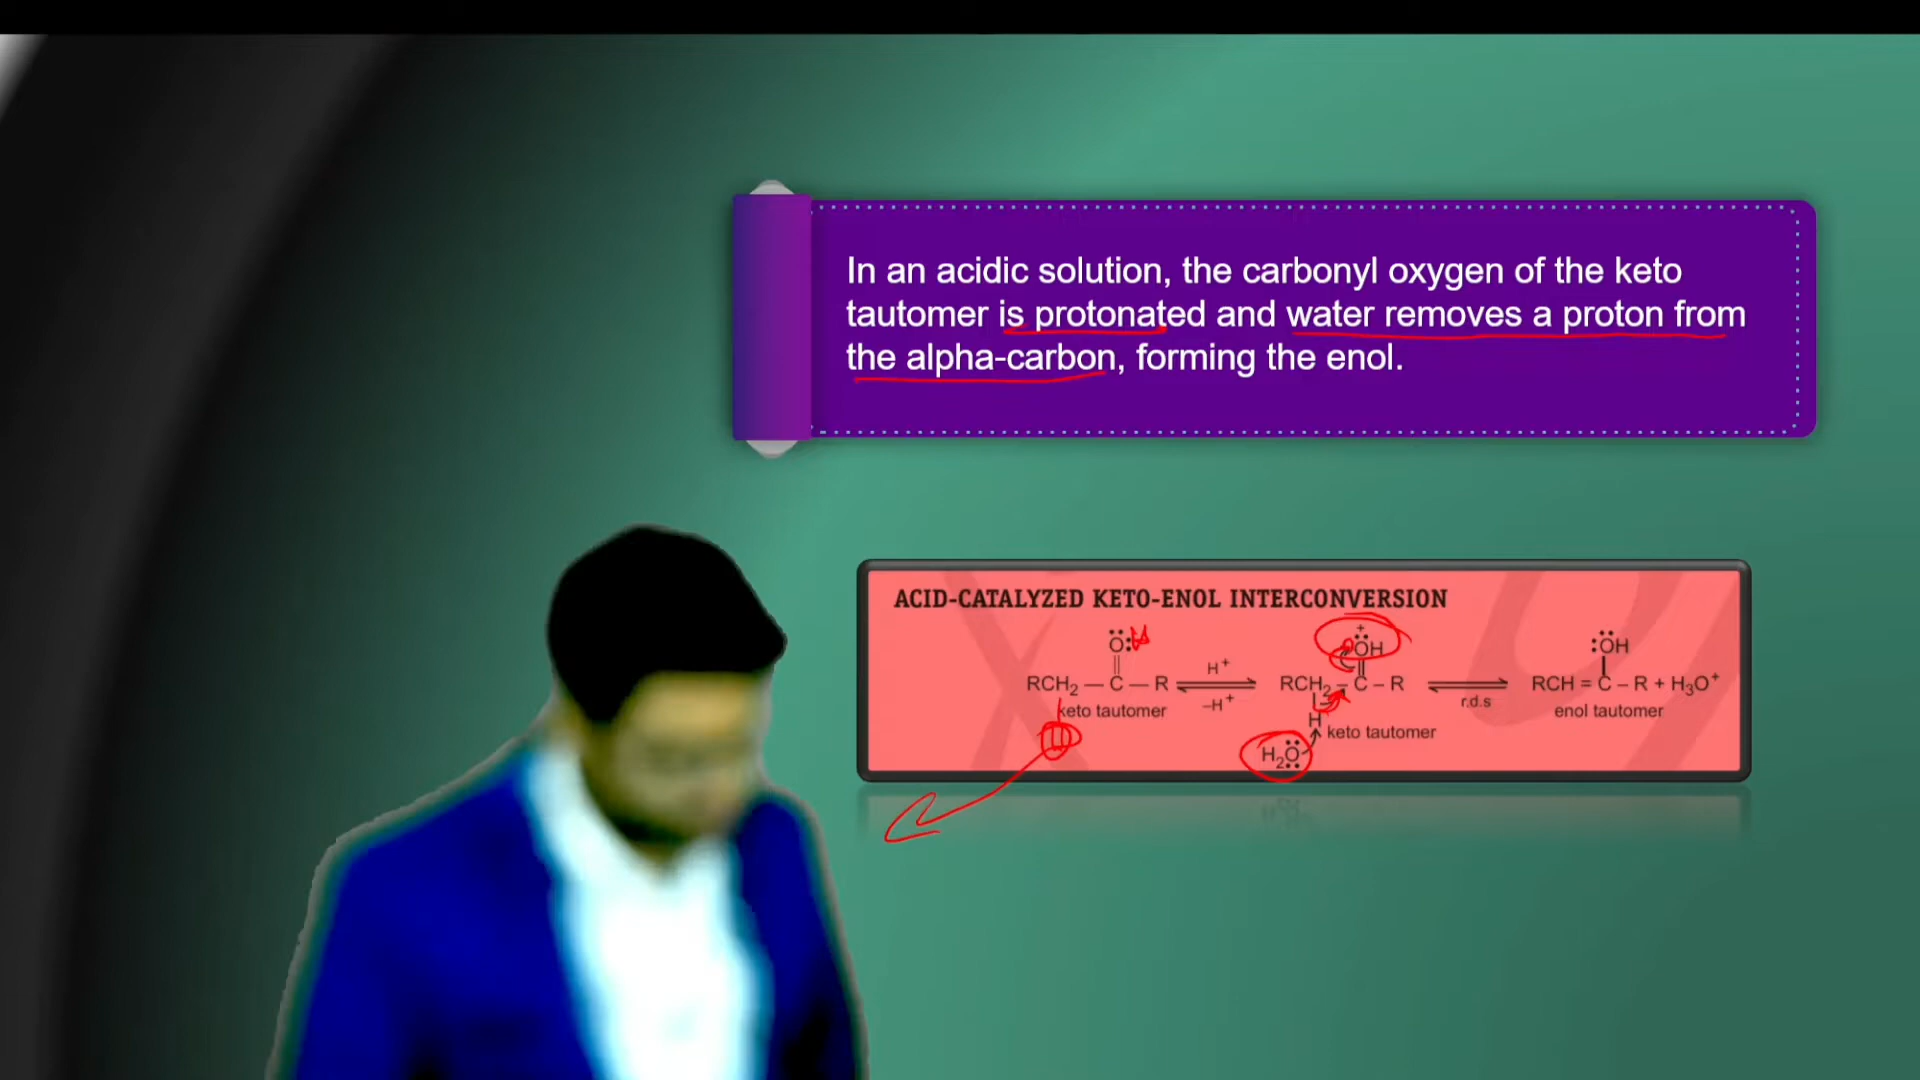 In an acidic solution, the carbonyl oxygen of the keto
tautomer is protonated and water removes a proton from
the alpha-carbon, forming the enol.
ACID-CATALYZED KETO-ENOL INTERCONVERSION
:O: H
RCH₂ — C — R
keto tautomer
H
H⁺
–H⁺
+
:OH
RCH₂ – C – R
H
keto tautomer
H₂O
r.d.s
:OH
RCH = C – R + H₃O⁺
enol tautomer